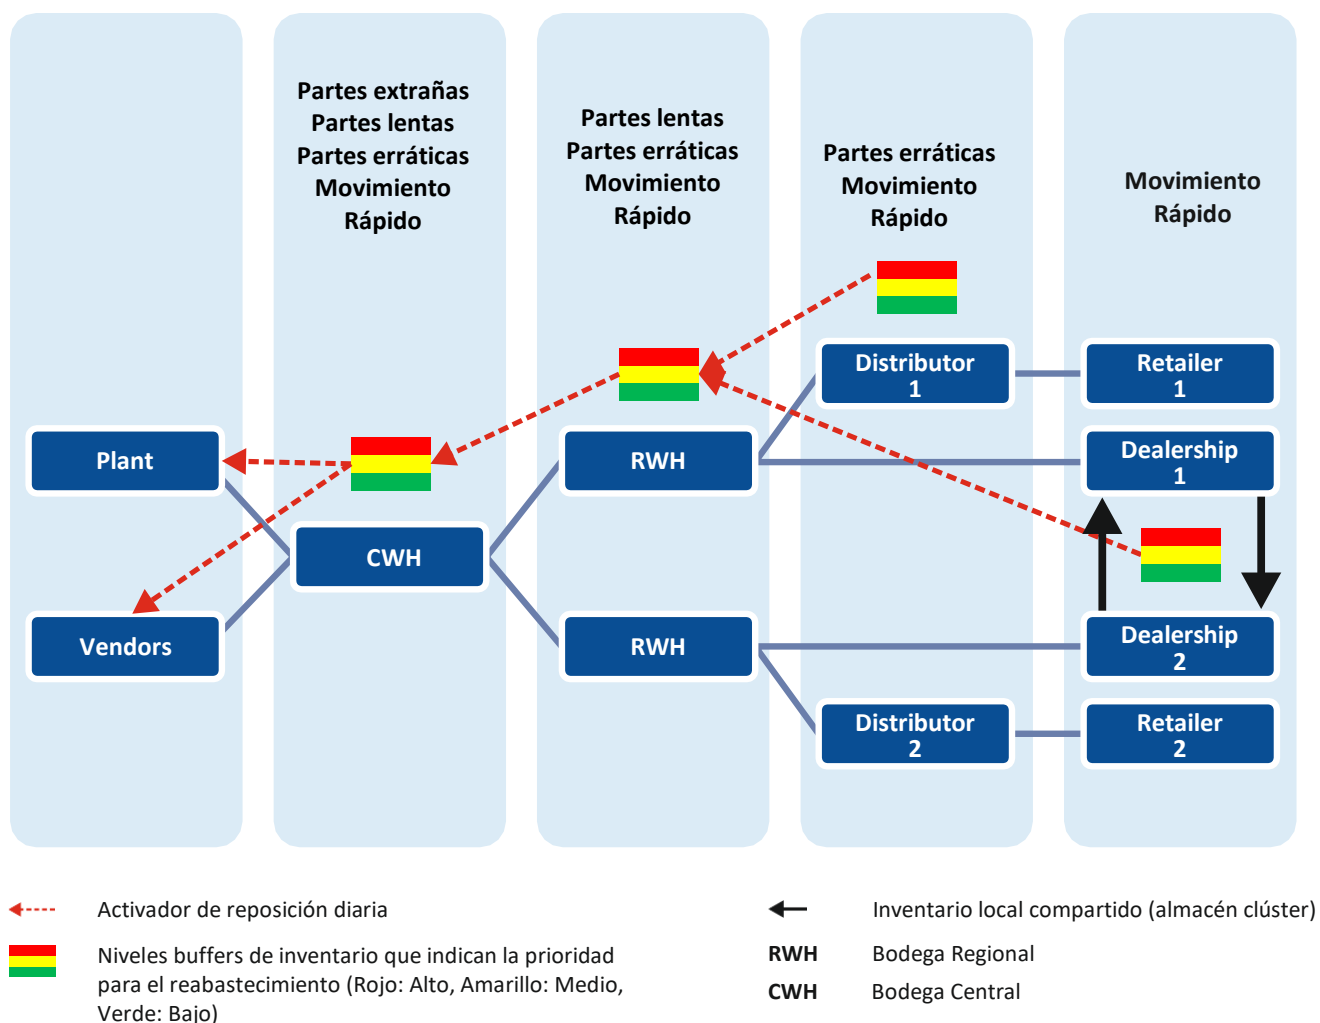 Partes extrañas
Partes lentas
Partes erráticas
Movimiento
Rápido
Partes lentas
Partes erráticas
Movimiento
Rápido
Partes erráticas
Movimiento
Rápido
Movimiento
Rápido
Plant
Vendors
CWH
RWH
RWH
Distributor
1
Distributor
2
Retailer
1
Dealership
1
Dealership
2
Retailer
2
Activador de reposición diaria
Niveles buffers de inventario que indican la prioridad
para el reabastecimiento (Rojo: Alto, Amarillo: Medio,
Verde: Bajo)
Inventario local compartido (almacén clúster)
RWH Bodega Regional
CWH Bodega Central